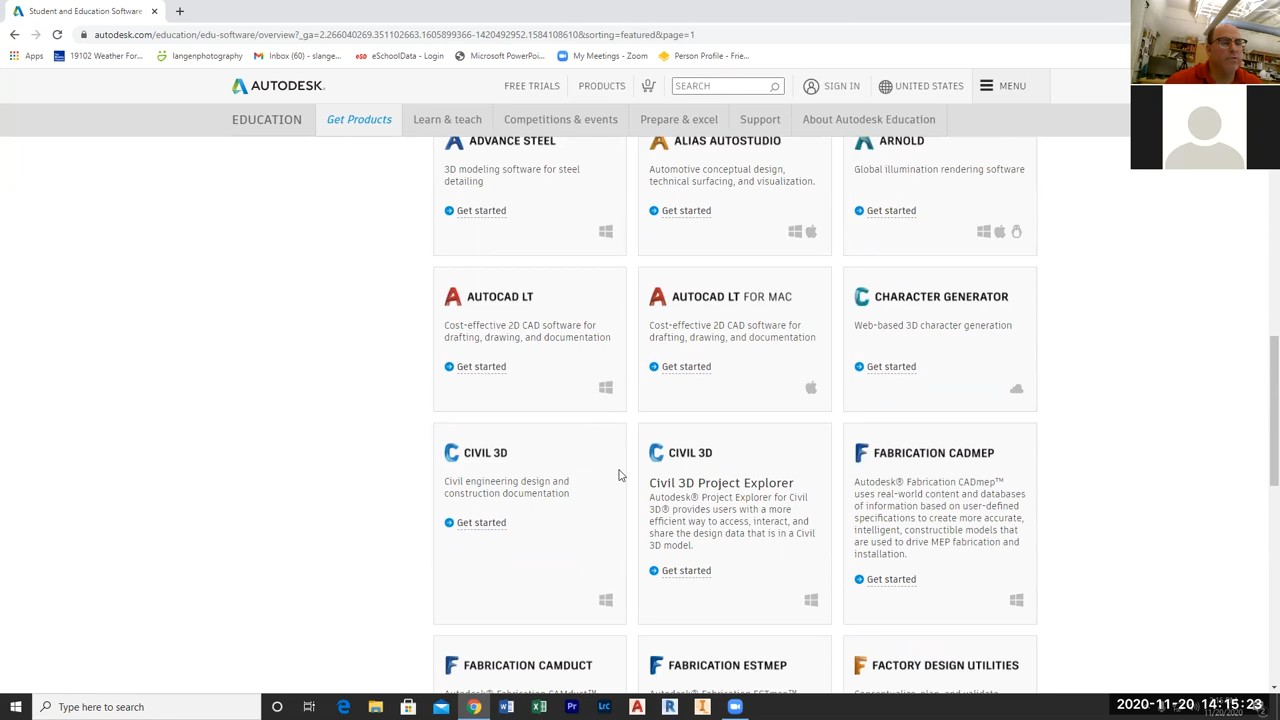 Student and Education Software
autodesk.com/education/edu-software/overview?_ga=2.266040269.351102663.1605899366-1420492952.1584108610&sorting=featured&page=1
Apps
19102 Weather For...
langenphotography
Inbox (60) - slange...
esd
eSchoolData - Login
Microsoft PowerPoi...
My Meetings - Zoom
Person Profile - Frie...
AUTODESK.
FREE TRIALS
PRODUCTS
SEARCH
SIGN IN
UNITED STATES
MENU
EDUCATION
Get Products
Learn & teach
Competitions & events
Prepare & excel
Support
About Autodesk Education
ADVANCE STEEL
3D modeling software for steel
detailing
Get started
ALIAS AUTOSTUDIO
Automotive conceptual design,
technical surfacing, and visualization.
Get started
ARNOLD
Global illumination rendering software
Get started
AUTOCAD LT
Cost-effective 2D CAD software for
drafting, drawing, and documentation
Get started
AUTOCAD LT FOR MAC
Cost-effective 2D CAD software for
drafting, drawing, and documentation
Get started
CHARACTER GENERATOR
Web-based 3D character generation
Get started
CIVIL 3D
Civil engineering design and
construction documentation
Get started
CIVIL 3D
Civil 3D Project Explorer
Autodesk® Project Explorer for Civil
3D® provides users with a more
efficient way to access, interact, and
share the design data that is in a Civil
3D model.
Get started
FABRICATION CADMEP
Autodesk® Fabrication CADmep™
uses real-world content and databases
of information based on user-defined
specifications to create more accurate,
intelligent, constructible models that
are used to drive MEP fabrication and
installation.
Get started
FABRICATION CAMDUCT
FABRICATION ESTMEP
FACTORY DESIGN UTILITIES
Type here to search
2020-11-20 14:15:23